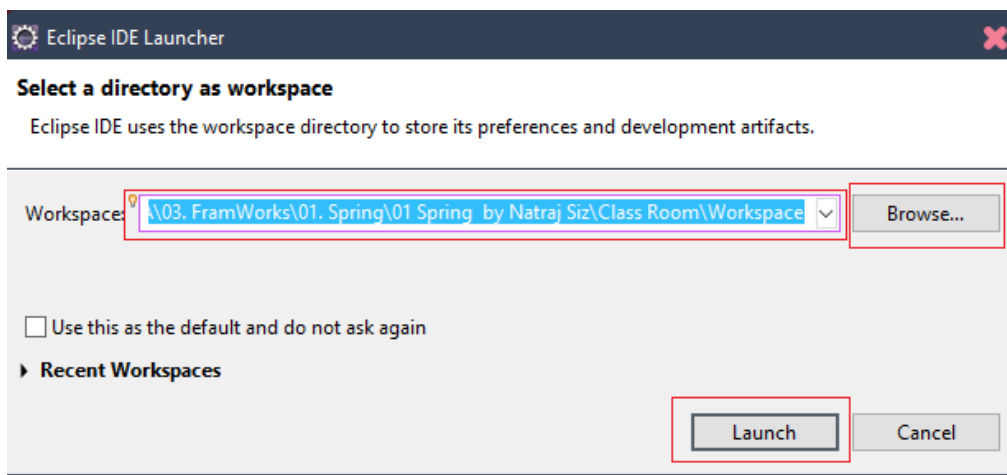 Eclipse IDE Launcher
Select a directory as workspace
Eclipse IDE uses the workspace directory to store its preferences and development artifacts.
Workspace: \03. FramWorks\01. Spring\01 Spring  by Natraj Siz\Class Room\Workspace Browse...
Use this as the default and do not ask again
Recent Workspaces
Launch Cancel